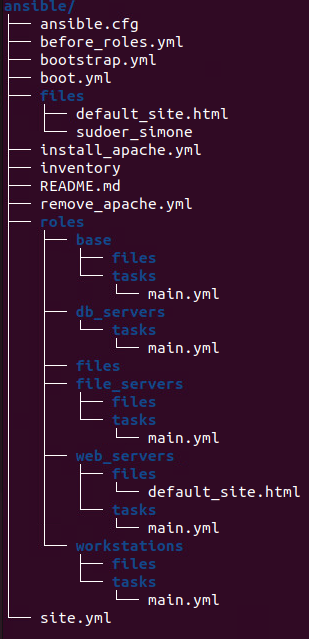 ansible/
├── ansible.cfg
├── before_roles.yml
├── bootstrap.yml
├── boot.yml
├── files
│   ├── default_site.html
│   └── sudoer_simone
├── install_apache.yml
├── inventory
├── README.md
├── remove_apache.yml
├── roles
│   ├── base
│   │   ├── files
│   │   └── tasks
│   │       └── main.yml
│   ├── db_servers
│   │   └── tasks
│   │       └── main.yml
│   ├── files
│   ├── file_servers
│   │   ├── files
│   │   └── tasks
│   │       └── main.yml
│   ├── web_servers
│   │   ├── files
│   │   │   └── default_site.html
│   │   └── tasks
│   │       └── main.yml
│   └── workstations
│       ├── files
│       └── tasks
│           └── main.yml
└── site.yml